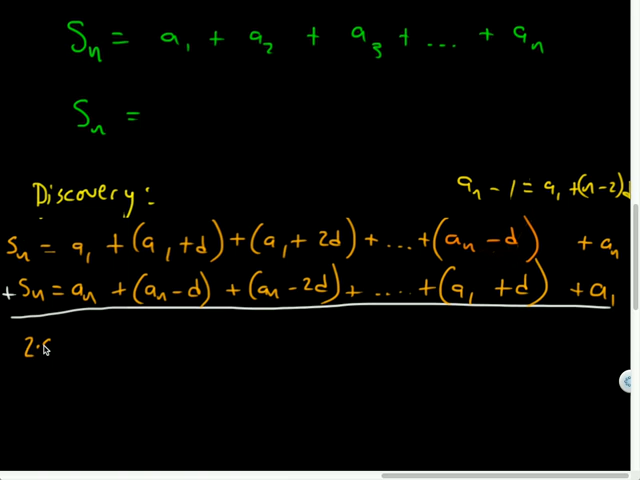 Sn = a1 + a2 + a3 + ... + an
Sn =
Discovery:
an - 1 = a1 + (n-2)d
Sn = a1 + (a1 + d) + (a1 + 2d) + ... + (an - d) + an
+ Sn = an + (an - d) + (an - 2d) + .... + (a1 + d) + a1
2·